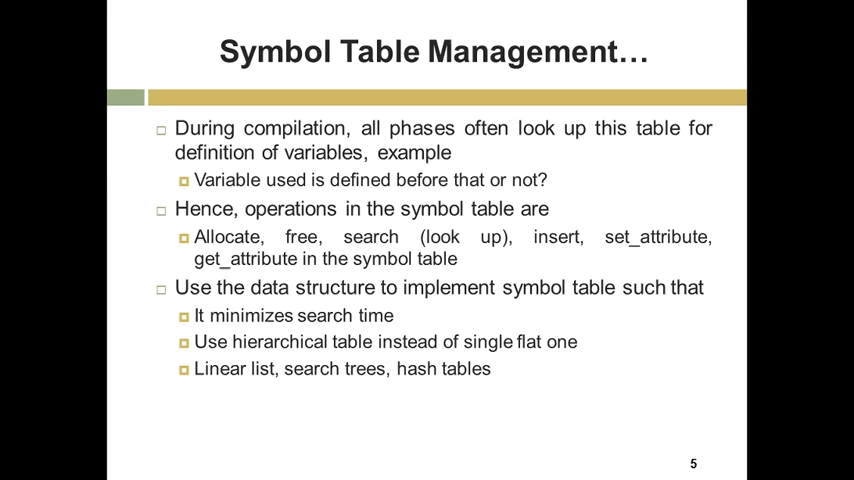 Symbol Table Management…
During compilation, all phases often look up this table for
definition of variables, example
Variable used is defined before that or not?
Hence, operations in the symbol table are
Allocate, free, search (look up), insert, set_attribute,
get_attribute in the symbol table
Use the data structure to implement symbol table such that
It minimizes search time
Use hierarchical table instead of single flat one
Linear list, search trees, hash tables
5